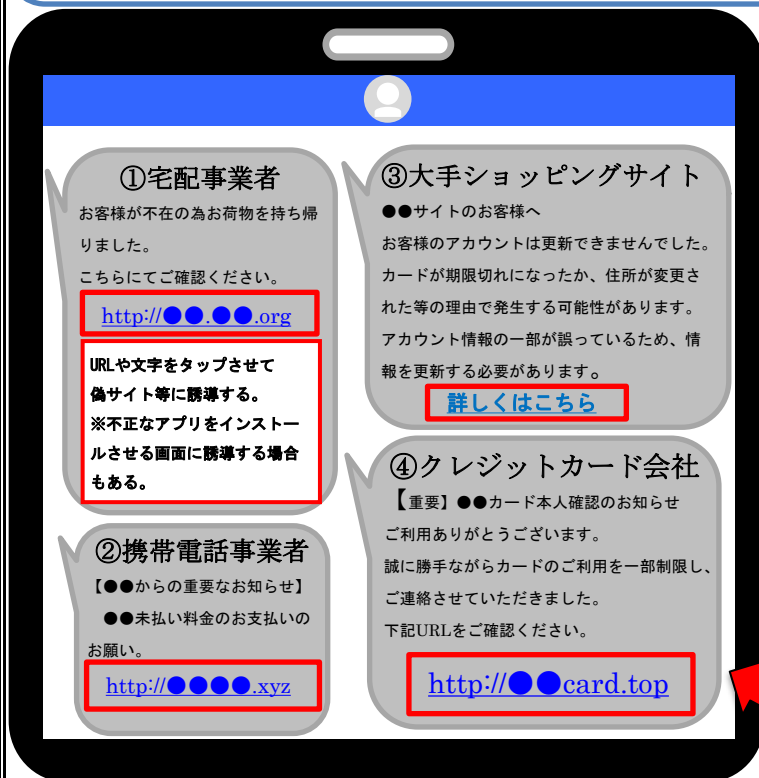 ①宅配事業者
お客様が不在の為お荷物を持ち帰
りました。
こちらにてご確認ください。
http://●●.●●.org
URLや文字をタップさせて
偽サイト等に誘導する。
※不正なアプリをインストー
ルさせる画面に誘導する場合
もある。
②携帯電話事業者
【●●からの重要なお知らせ】
●●未払い料金のお支払いの
お願い。
http://●●●●.xyz
③大手ショッピングサイト
●●サイトのお客様へ
お客様のアカウントは更新できませんでした。
カードが期限切れになったか、住所が変更さ
れた等の理由で発生する可能性があります。
アカウント情報の一部が誤っているため、情
報を更新する必要があります。
詳しくはこちら
④クレジットカード会社
【重要】●●カード本人確認のお知らせ
ご利用ありがとうございます。
誠に勝手ながらカードのご利用を一部制限し、
ご連絡させていただきました。
下記URLをご確認ください。
http://●●card.top